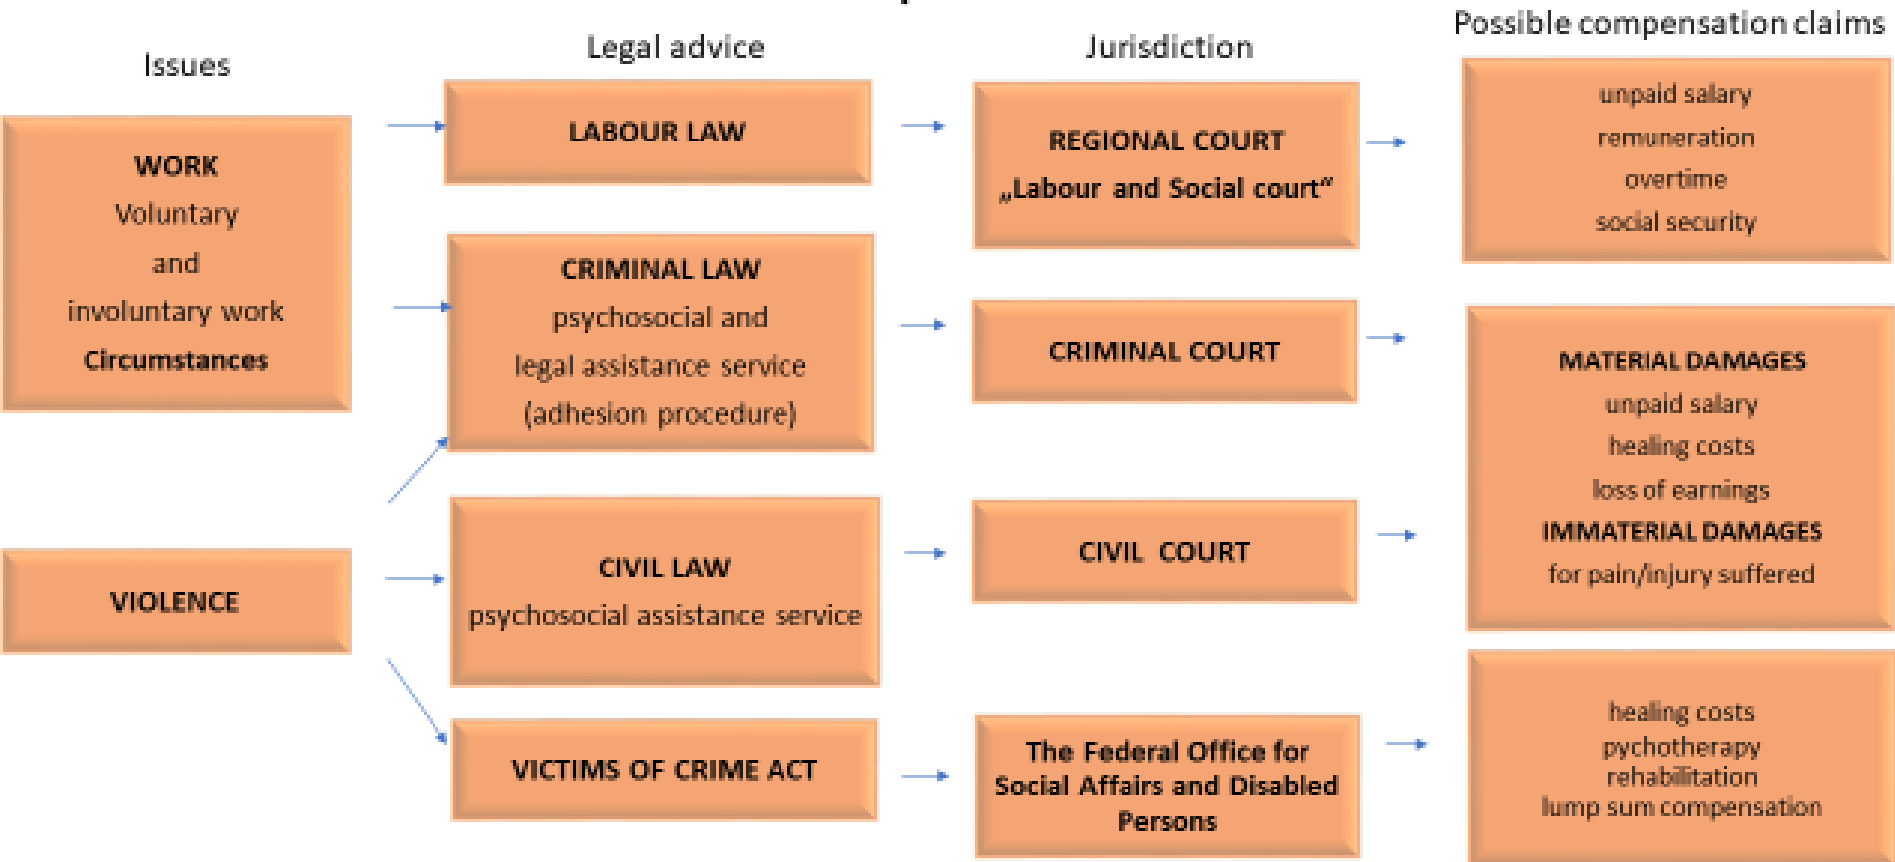 Issues
Legal advice
Jurisdiction
Possible compensation claims
WORK
Voluntary
and
involuntary work
Circumstances
VIOLENCE
LABOUR LAW
CRIMINAL LAW
psychosocial and
legal assistance service
(adhesion procedure)
CIVIL LAW
psychosocial assistance service
VICTIMS OF CRIME ACT
REGIONAL COURT
„Labour and Social court“
CRIMINAL COURT
CIVIL COURT
The Federal Office for
Social Affairs and Disabled
Persons
unpaid salary
remuneration
overtime
social security
MATERIAL DAMAGES
unpaid salary
healing costs
loss of earnings
IMMATERIAL DAMAGES
for pain/injury suffered
healing costs
pychotherapy
rehabilitation
lump sum compensation